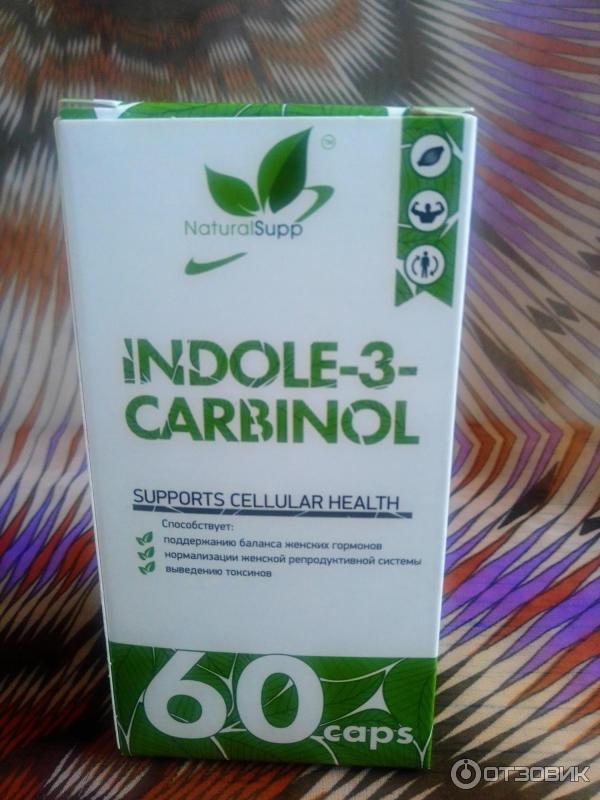 TM
NaturalSupp
INDOLE-3-
CARBINOL
SUPPORTS CELLULAR HEALTH
Способствует:
поддержанию баланса женских гормонов
нормализации женской репродуктивной системы
выведению токсинов
60 caps
ОТЗОВИК